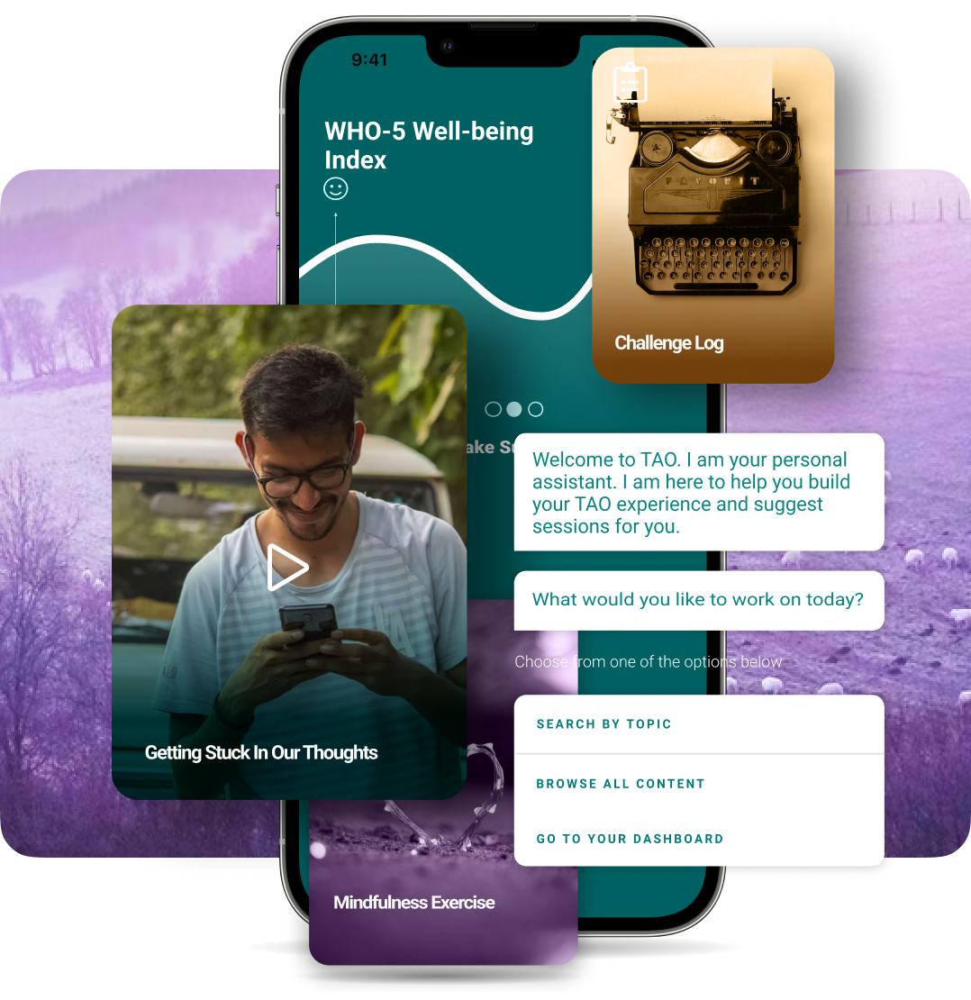 9:41
WHO-5 Well-being
Index
FAVORIT
Challenge Log
Welcome to TAO. I am your personal
assistant. I am here to help you build
your TAO experience and suggest
sessions for you.
What would you like to work on today?
Choose from one of the options below
SEARCH BY TOPIC
BROWSE ALL CONTENT
GO TO YOUR DASHBOARD
Getting Stuck In Our Thoughts
Mindfulness Exercise